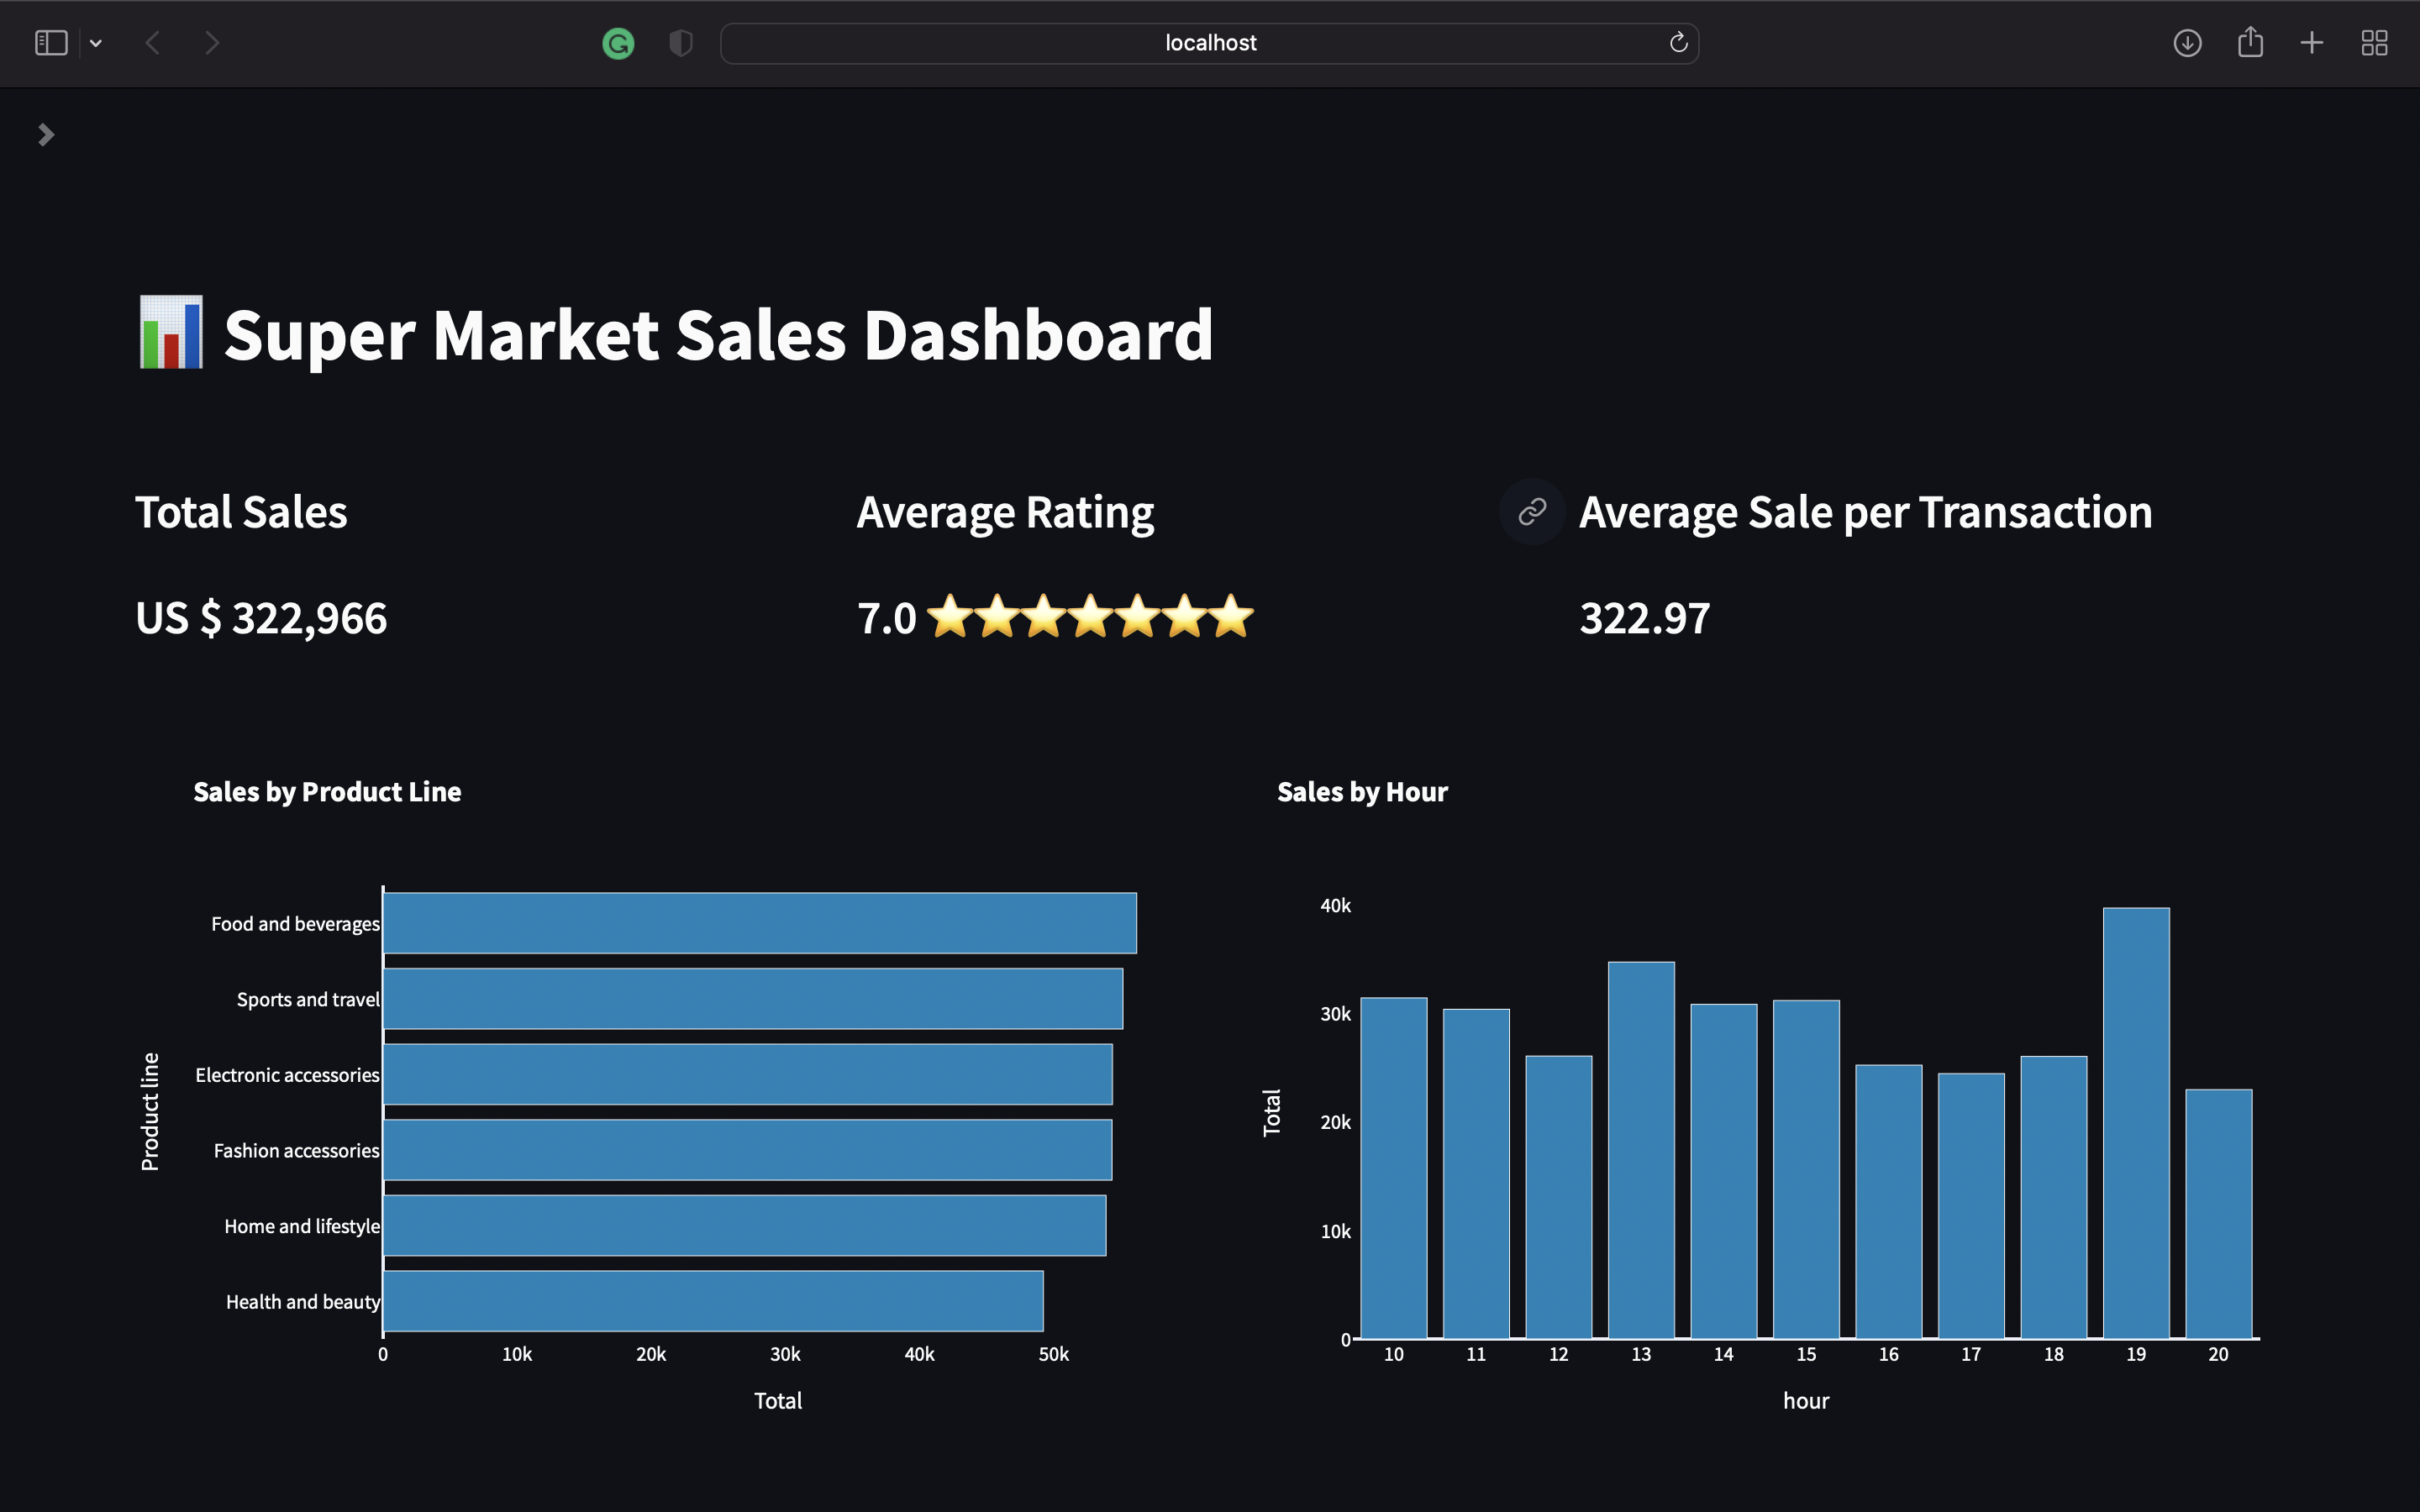 localhost
Super Market Sales Dashboard
Total Sales
Average Rating
Average Sale per Transaction
US $ 322,966
7.0
322.97
Sales by Product Line
Product line
Food and beverages
Sports and travel
Electronic accessories
Fashion accessories
Home and lifestyle
Health and beauty
0 10k 20k 30k 40k 50k
Total
Sales by Hour
Total
40k
30k
20k
10k
0
10 11 12 13 14 15 16 17 18 19 20
hour